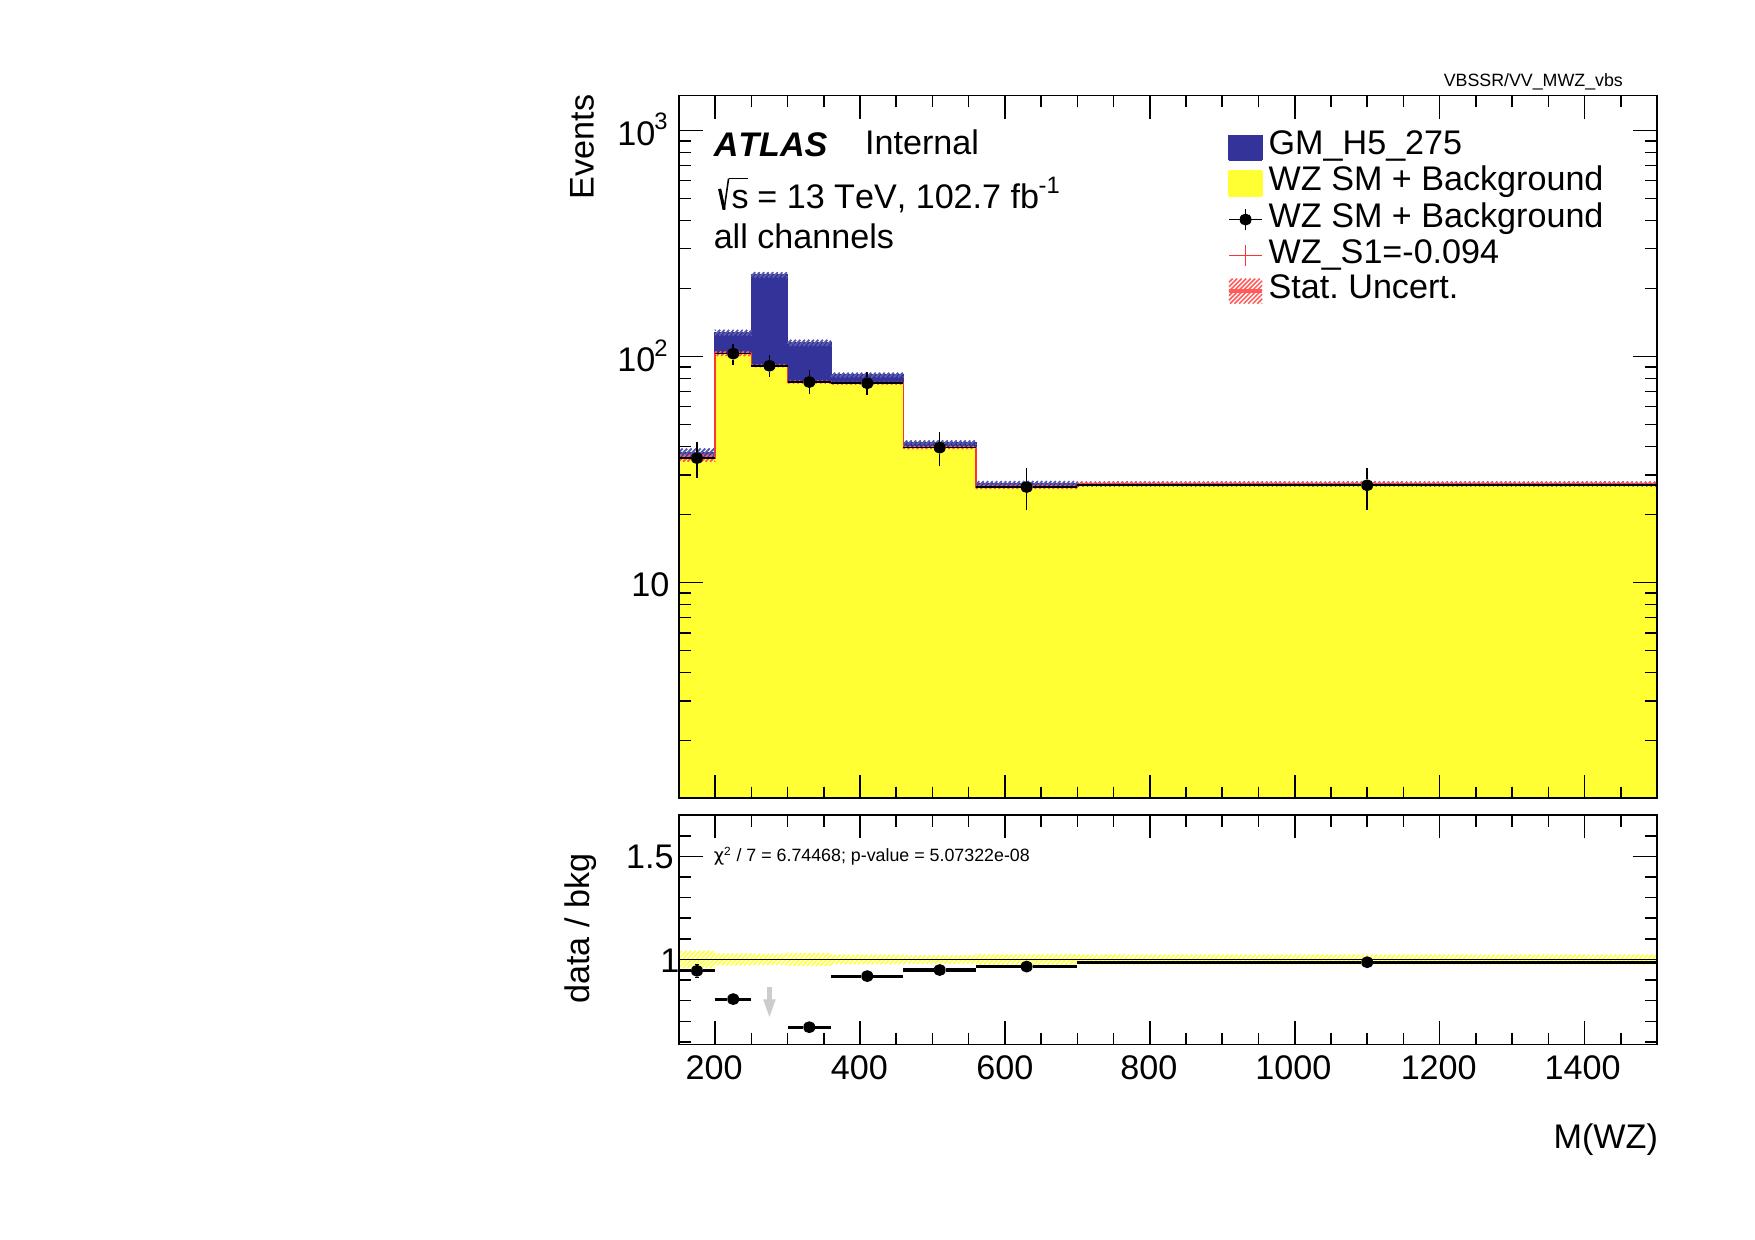 VBSSR/VV_MWZ_vbs
Events
10³
10²
10
ATLAS Internal
√s = 13 TeV, 102.7 fb⁻¹
all channels
GM_H5_275
WZ SM + Background
WZ SM + Background
WZ_S1=-0.094
Stat. Uncert.
data / bkg
1.5
1
χ² / 7 = 6.74468; p-value = 5.07322e-08
200 400 600 800 1000 1200 1400
M(WZ)